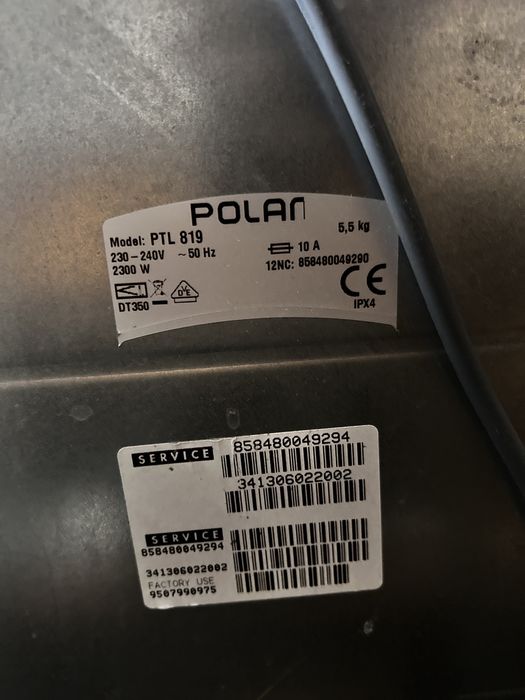 POLAR
Model: PTL 819
5,5 kg
230-240V ~50 Hz
10 A
2300 W
12NC: 858480049290
CE
DT350
VDE
IPX4
SERVICE
858480049294
341306022002
SERVICE
858480049294
341306022002
FACTORY USE
9507990975